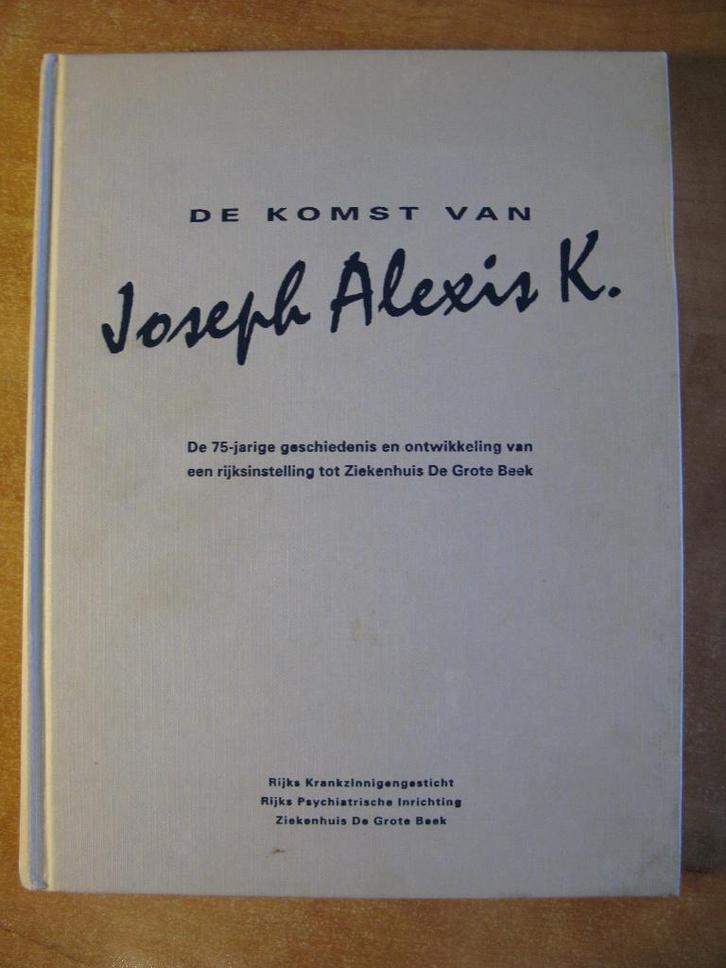 DE KOMST VAN
Joseph Alexis K.
De 75-jarige geschiedenis en ontwikkeling van
een rijksinstelling tot Ziekenhuis De Grote Beek
Rijks Krankzinnigengesticht
Rijks Psychiatrische Inrichting
Ziekenhuis De Grote Beek